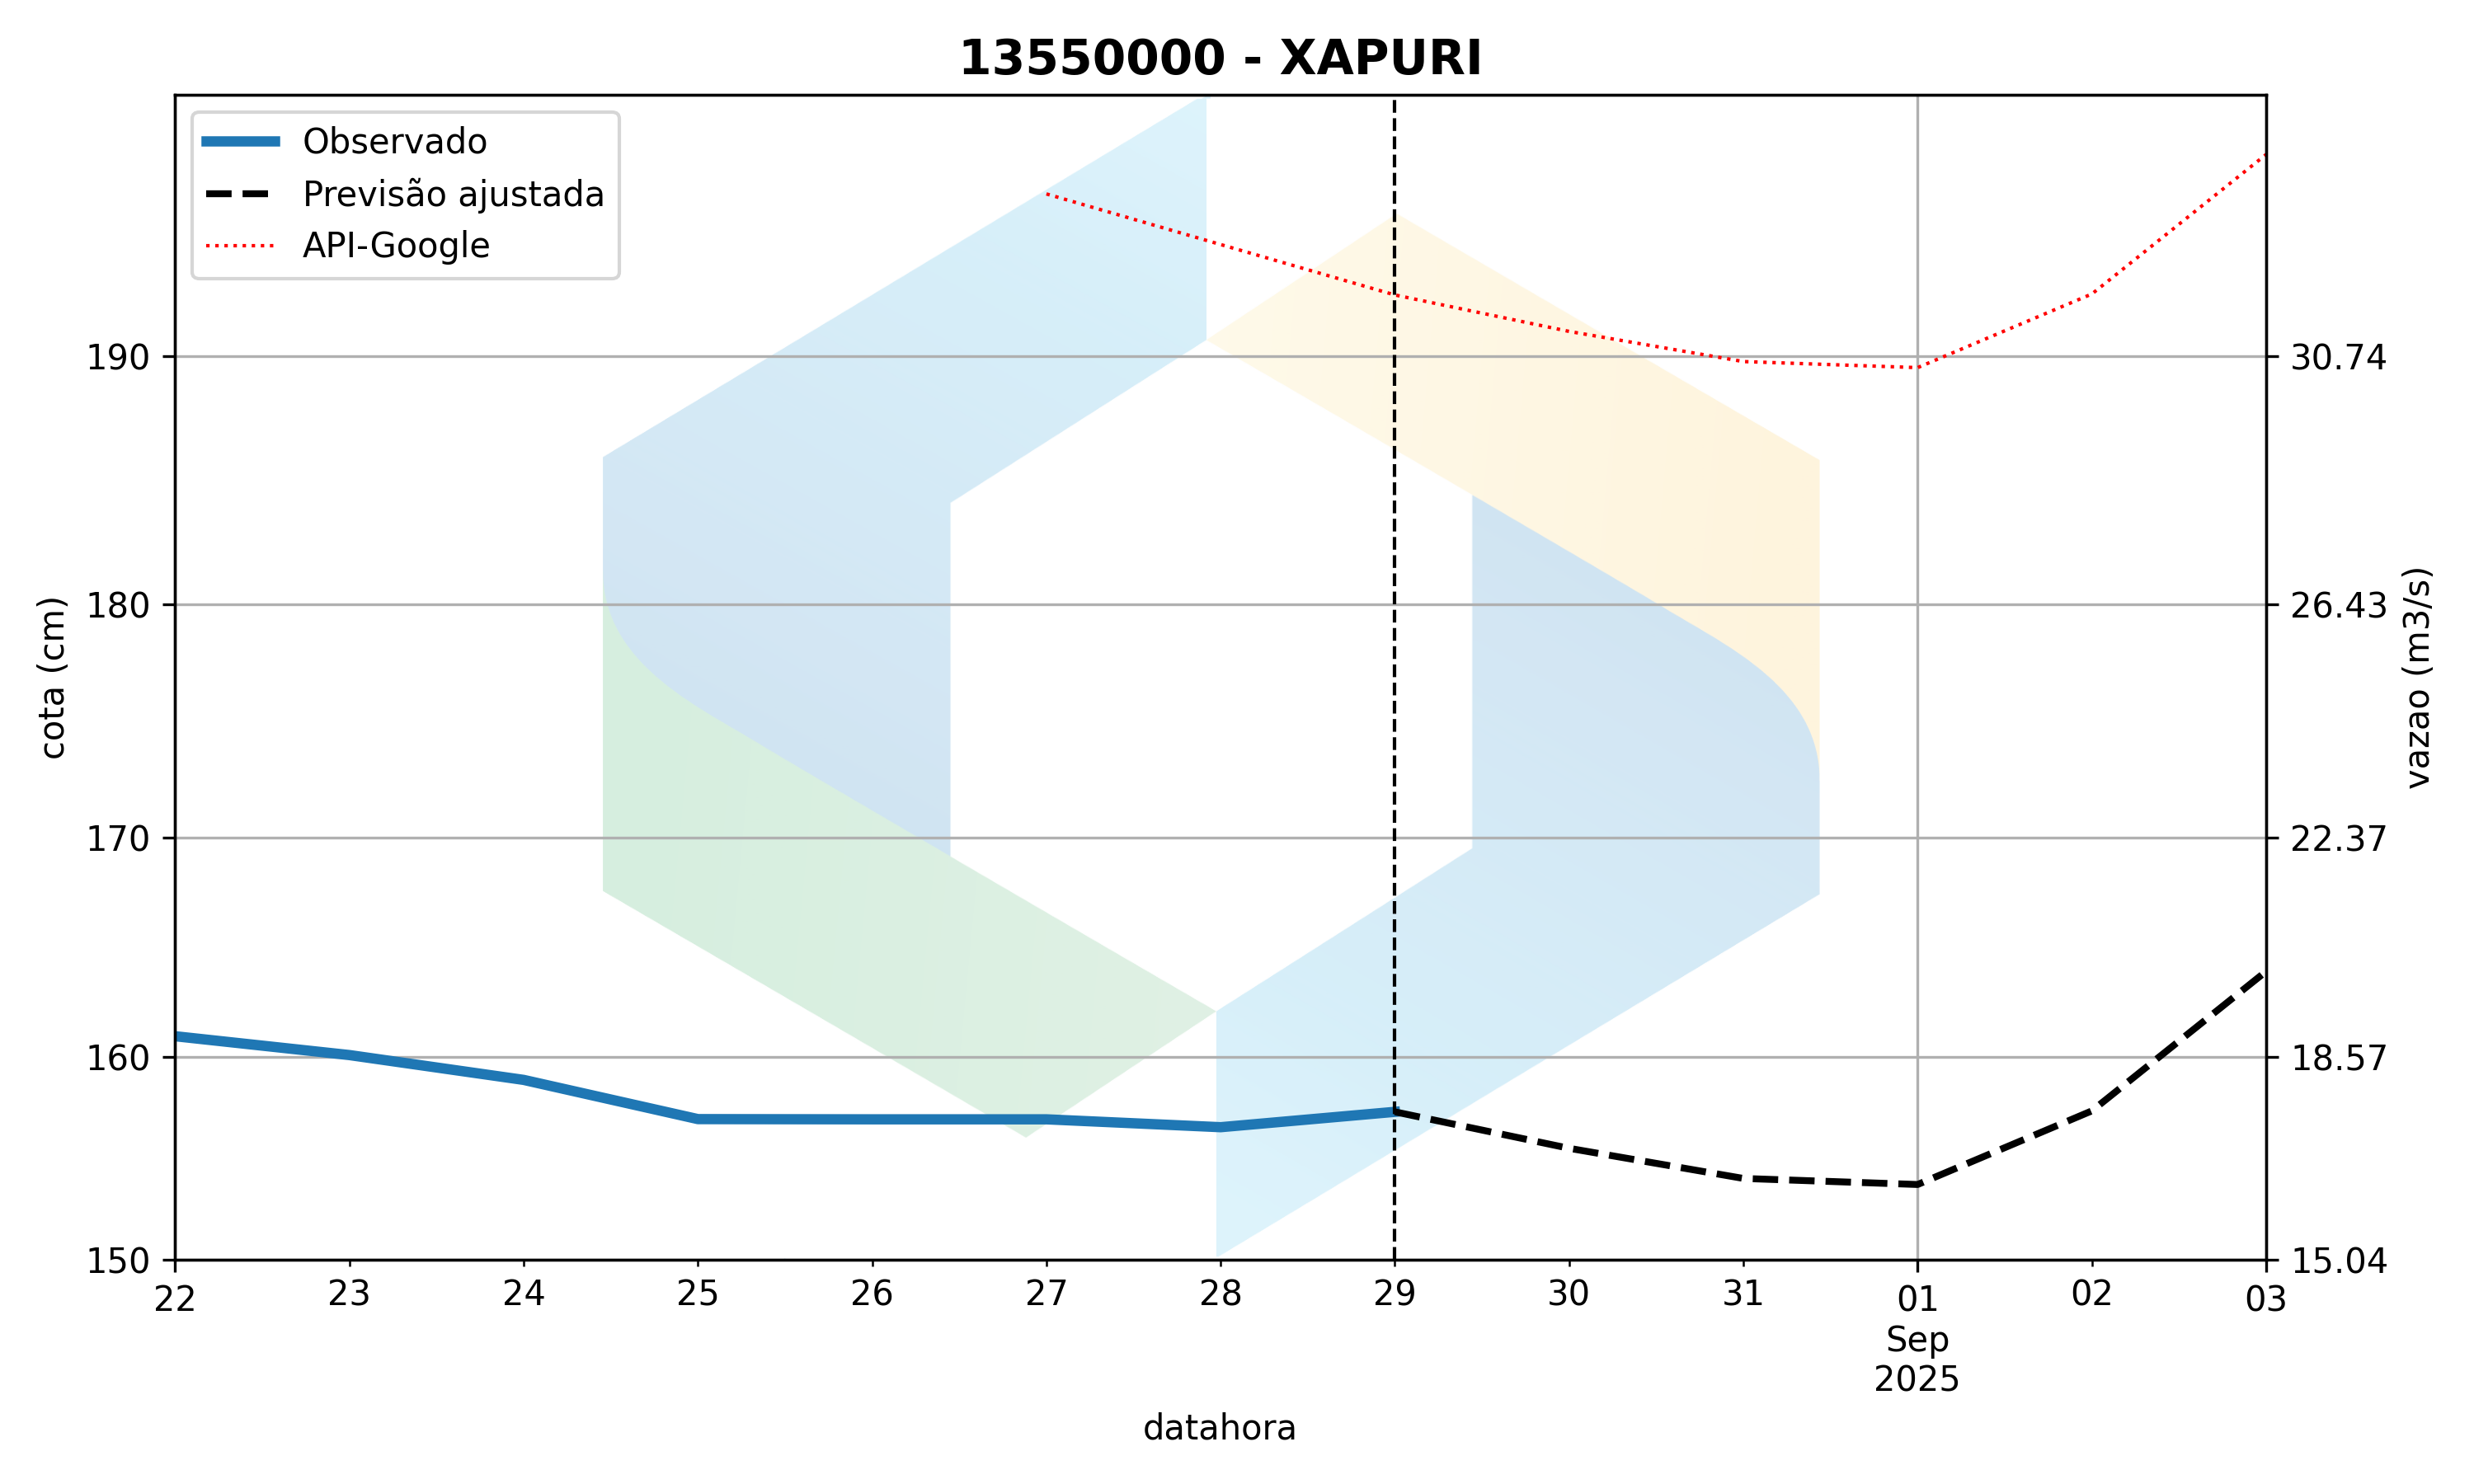 13550000 - XAPURI
Observado
Previsão ajustada
API-Google
cota (cm)
190
180
170
160
150
30.74
26.43
22.37
18.57
15.04
vazao (m3/s)
22 23 24 25 26 27 28 29 30 31 01 02 03
Sep
2025
datahora